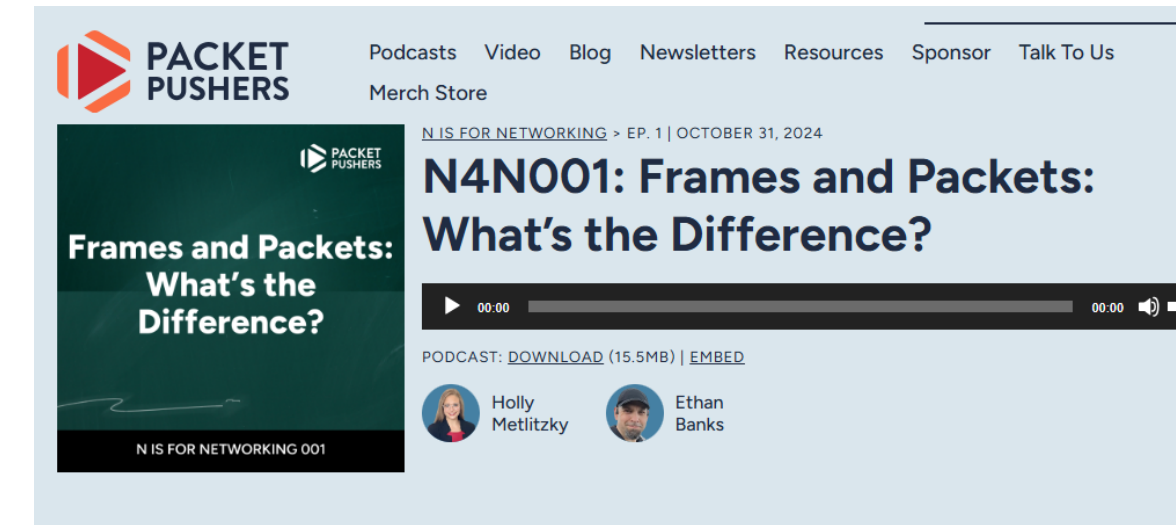 PACKET
PUSHERS
Podcasts Video Blog Newsletters Resources Sponsor Talk To Us
Merch Store
PACKET
PUSHERS
Frames and Packets:
What's the
Difference?
N IS FOR NETWORKING 001
N IS FOR NETWORKING > EP. 1 | OCTOBER 31, 2024
N4N001: Frames and Packets:
What's the Difference?
00:00 00:00
PODCAST: DOWNLOAD (15.5MB) | EMBED
Holly
Metlitzky
Ethan
Banks